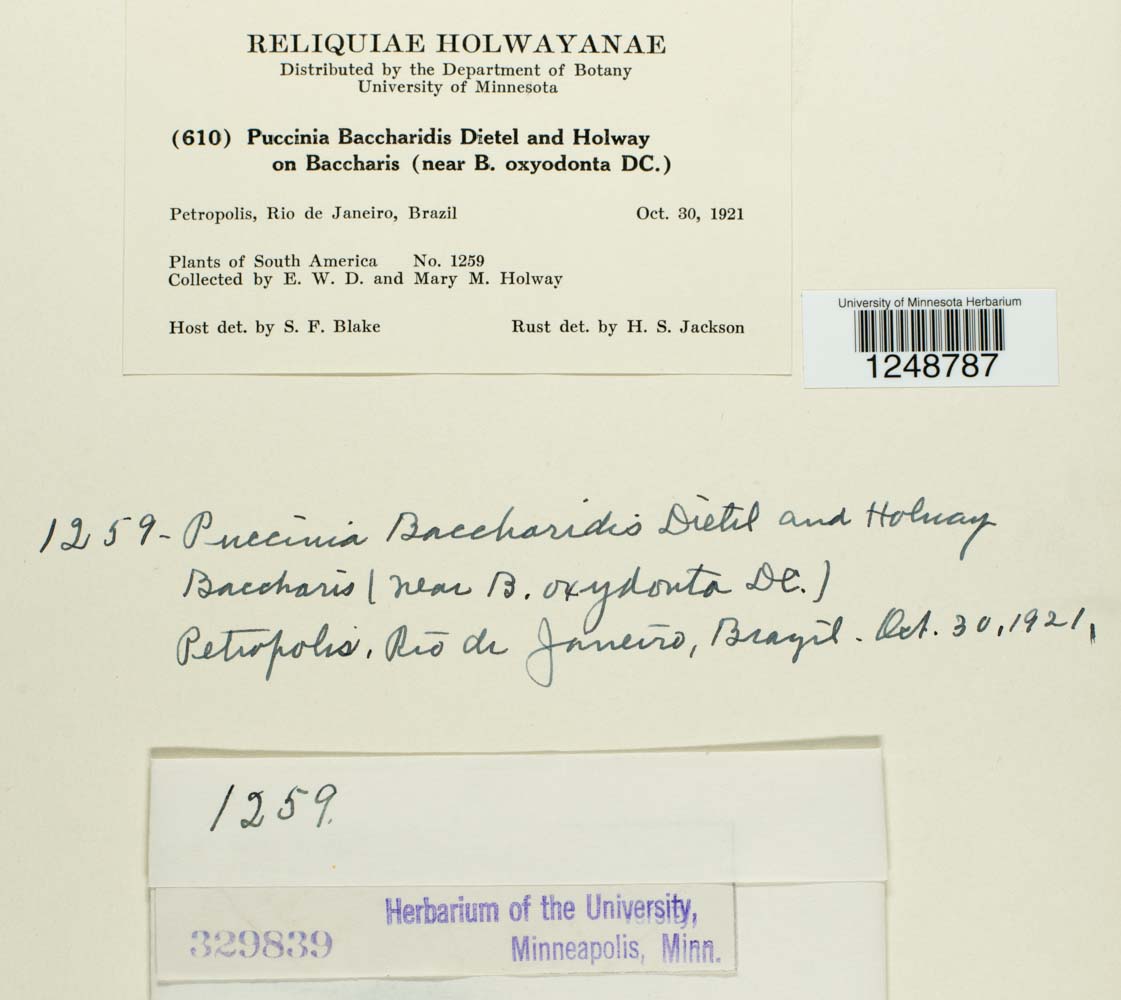 RELIQUIAE HOLWAYANAE
Distributed by the Department of Botany
University of Minnesota
(610) Puccinia Baccharidis Dietel and Holway
on Baccharis (near B. oxyodonta DC.)
Petropolis, Rio de Janeiro, Brazil Oct. 30, 1921
Plants of South America No. 1259
Collected by E. W. D. and Mary M. Holway
Host det. by S. F. Blake Rust det. by H. S. Jackson
University of Minnesota Herbarium
1248787
1259- Puccinia Baccharidis Dietel and Holway
Baccharis (near B. oxydonta DC.)
Petropolis, Rio de Janeiro, Brazil. Oct. 30, 1921,
1259.
Herbarium of the University,
329839 Minneapolis, Minn.